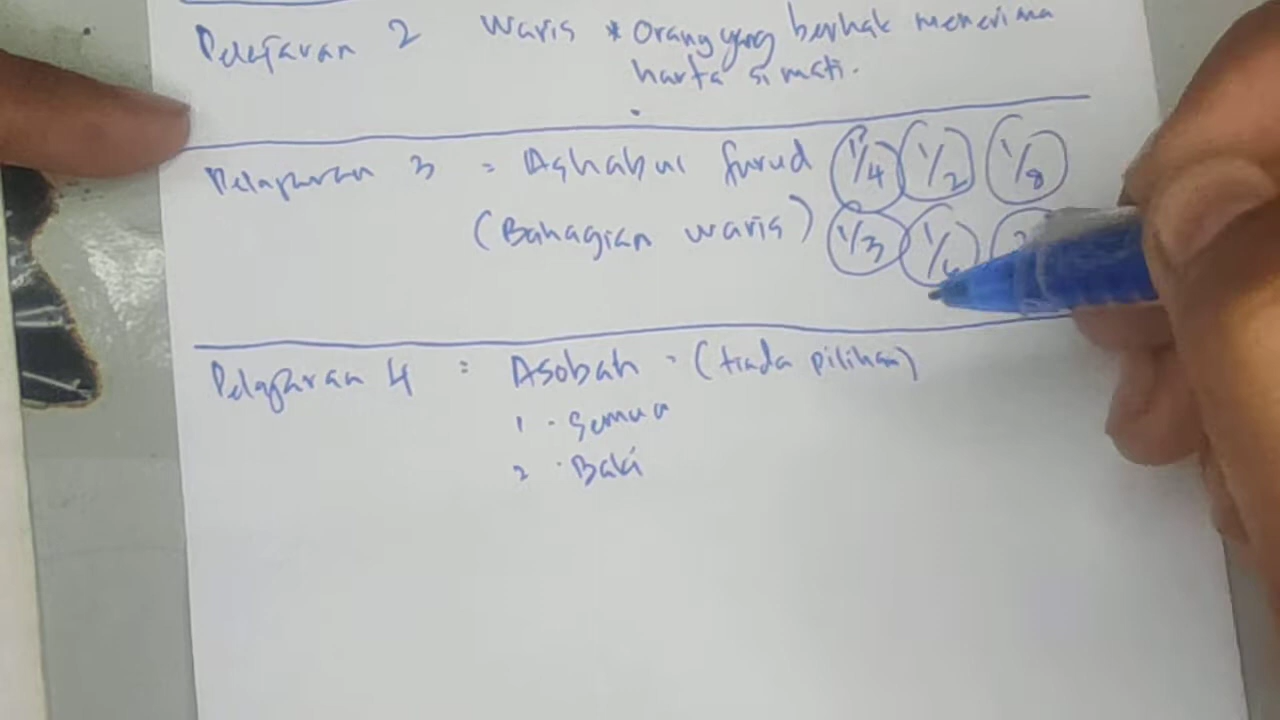 Pelajaran 2 Waris * Orang yang berhak menerima
harta si mati.
Pelajaran 3 = Ashabul furud 1/4 1/2 1/8
(Bahagian waris) 1/3 1/6
Pelajaran 4 : Asobah - (tiada pilihan)
1 . Semua
2 . Baki